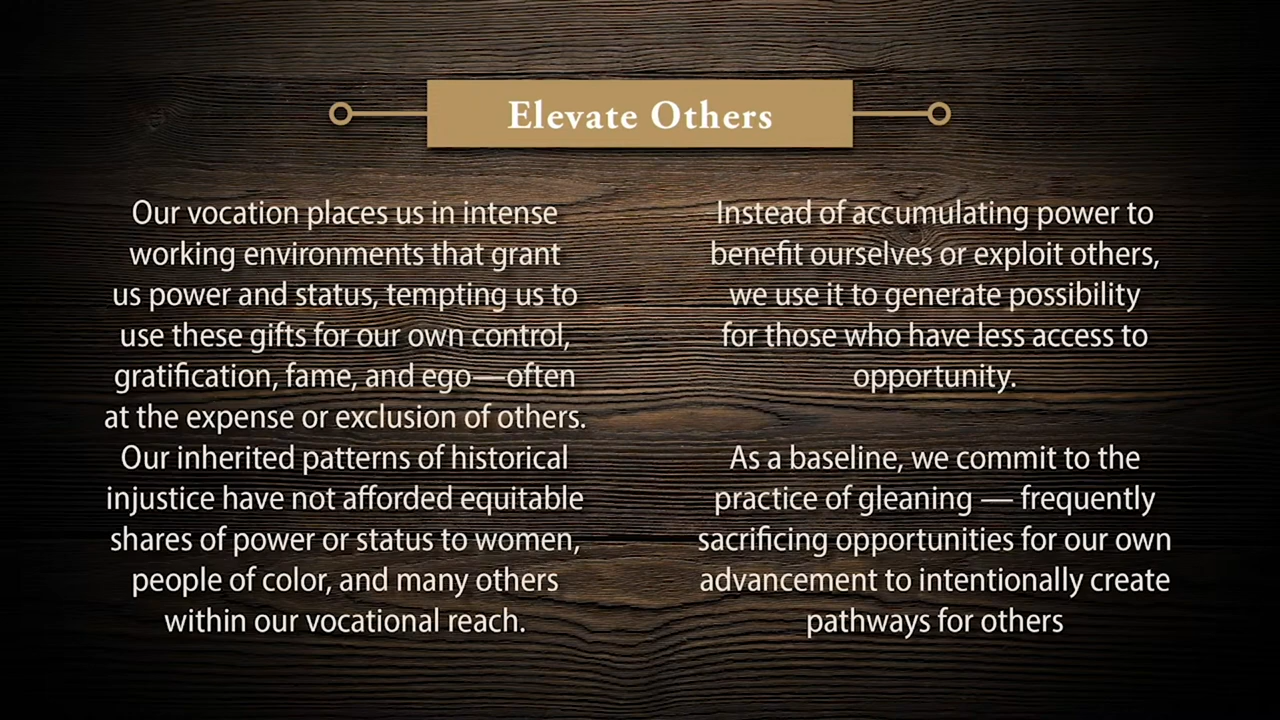 Elevate Others
Our vocation places us in intense
working environments that grant
us power and status, tempting us to
use these gifts for our own control,
gratification, fame, and ego—often
at the expense or exclusion of others.
Our inherited patterns of historical
injustice have not afforded equitable
shares of power or status to women,
people of color, and many others
within our vocational reach.
Instead of accumulating power to
benefit ourselves or exploit others,
we use it to generate possibility
for those who have less access to
opportunity.
As a baseline, we commit to the
practice of gleaning — frequently
sacrificing opportunities for our own
advancement to intentionally create
pathways for others